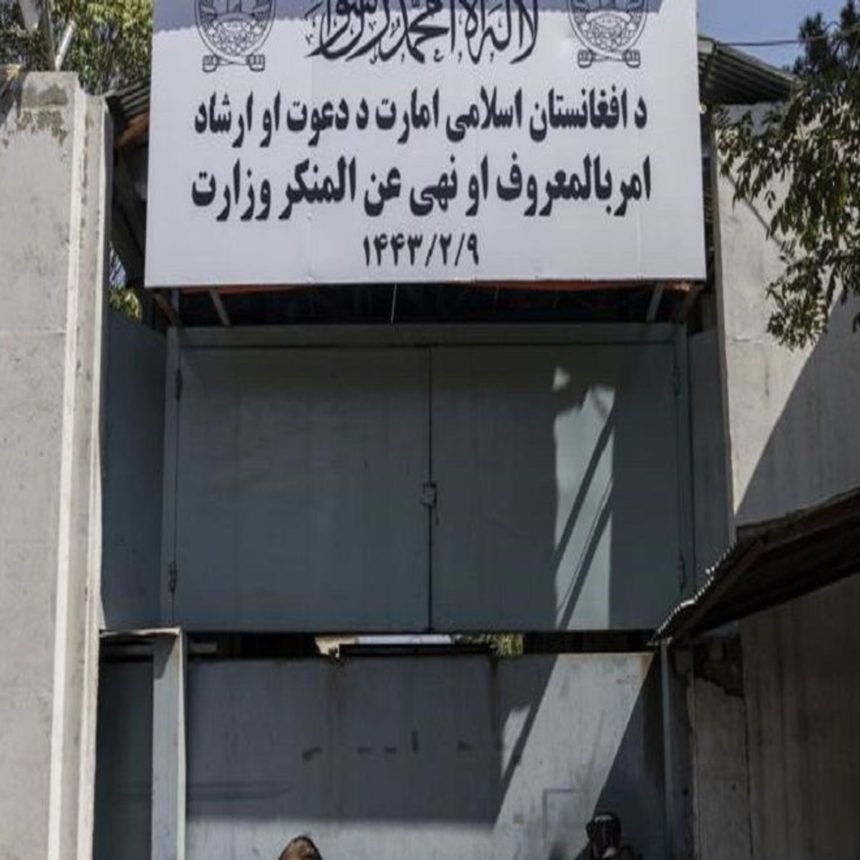 لا إله إلا الله محمد رسول الله
د افغانستان اسلامی امارت د دعوت او ارشاد
امربالمعروف او نهی عن المنکر وزارت
۱۴۴۳/۲/۹